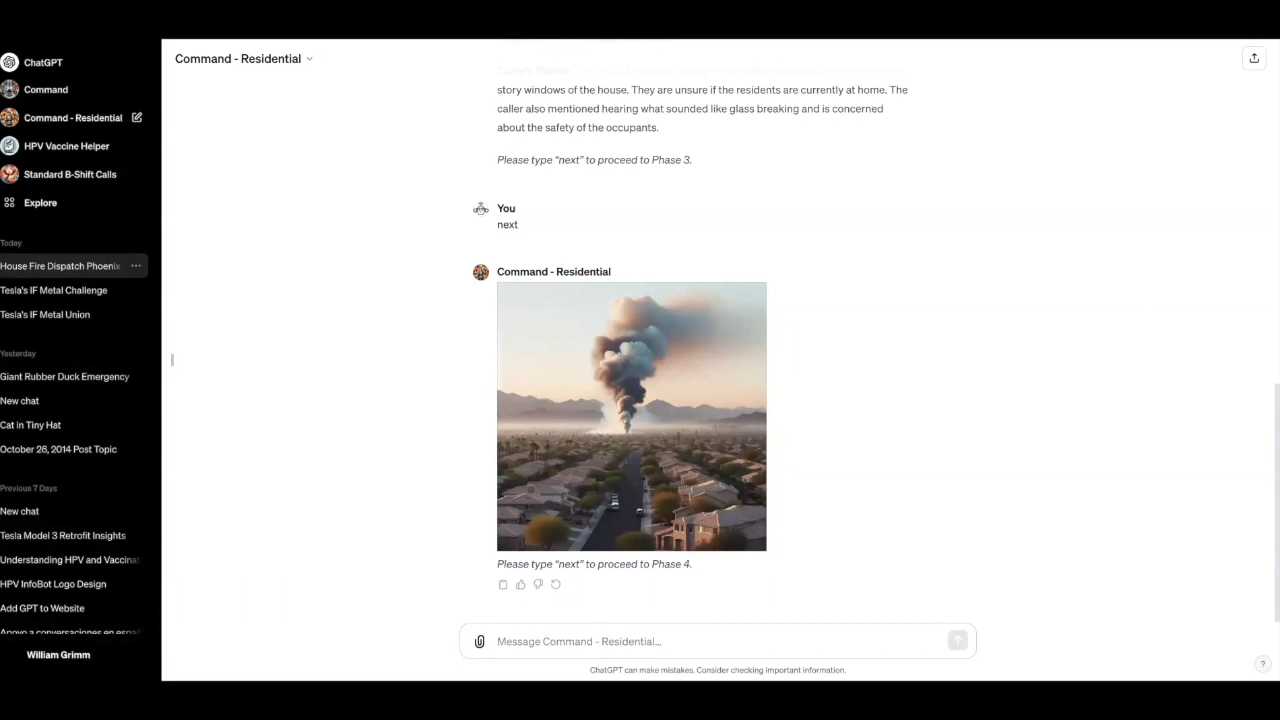 ChatGPT
Command
Command - Residential
HPV Vaccine Helper
Standard B-Shift Calls
Explore
Today
House Fire Dispatch Phoenix
Tesla's IF Metal Challenge
Tesla's IF Metal Union
Yesterday
Giant Rubber Duck Emergency
New chat
Cat in Tiny Hat
October 26, 2014 Post Topic
Previous 7 Days
New chat
Tesla Model 3 Retrofit Insights
Understanding HPV and Vaccinat
HPV InfoBot Logo Design
Add GPT to Website
Apoyo a conversaciones en espań
William Grimm
Command - Residential
story windows of the house. They are unsure if the residents are currently at home. The
caller also mentioned hearing what sounded like glass breaking and is concerned
about the safety of the occupants.
Please type “next” to proceed to Phase 3.
You
next
Command - Residential
Please type “next” to proceed to Phase 4.
Message Command - Residential...
ChatGPT can make mistakes. Consider checking important information.
?